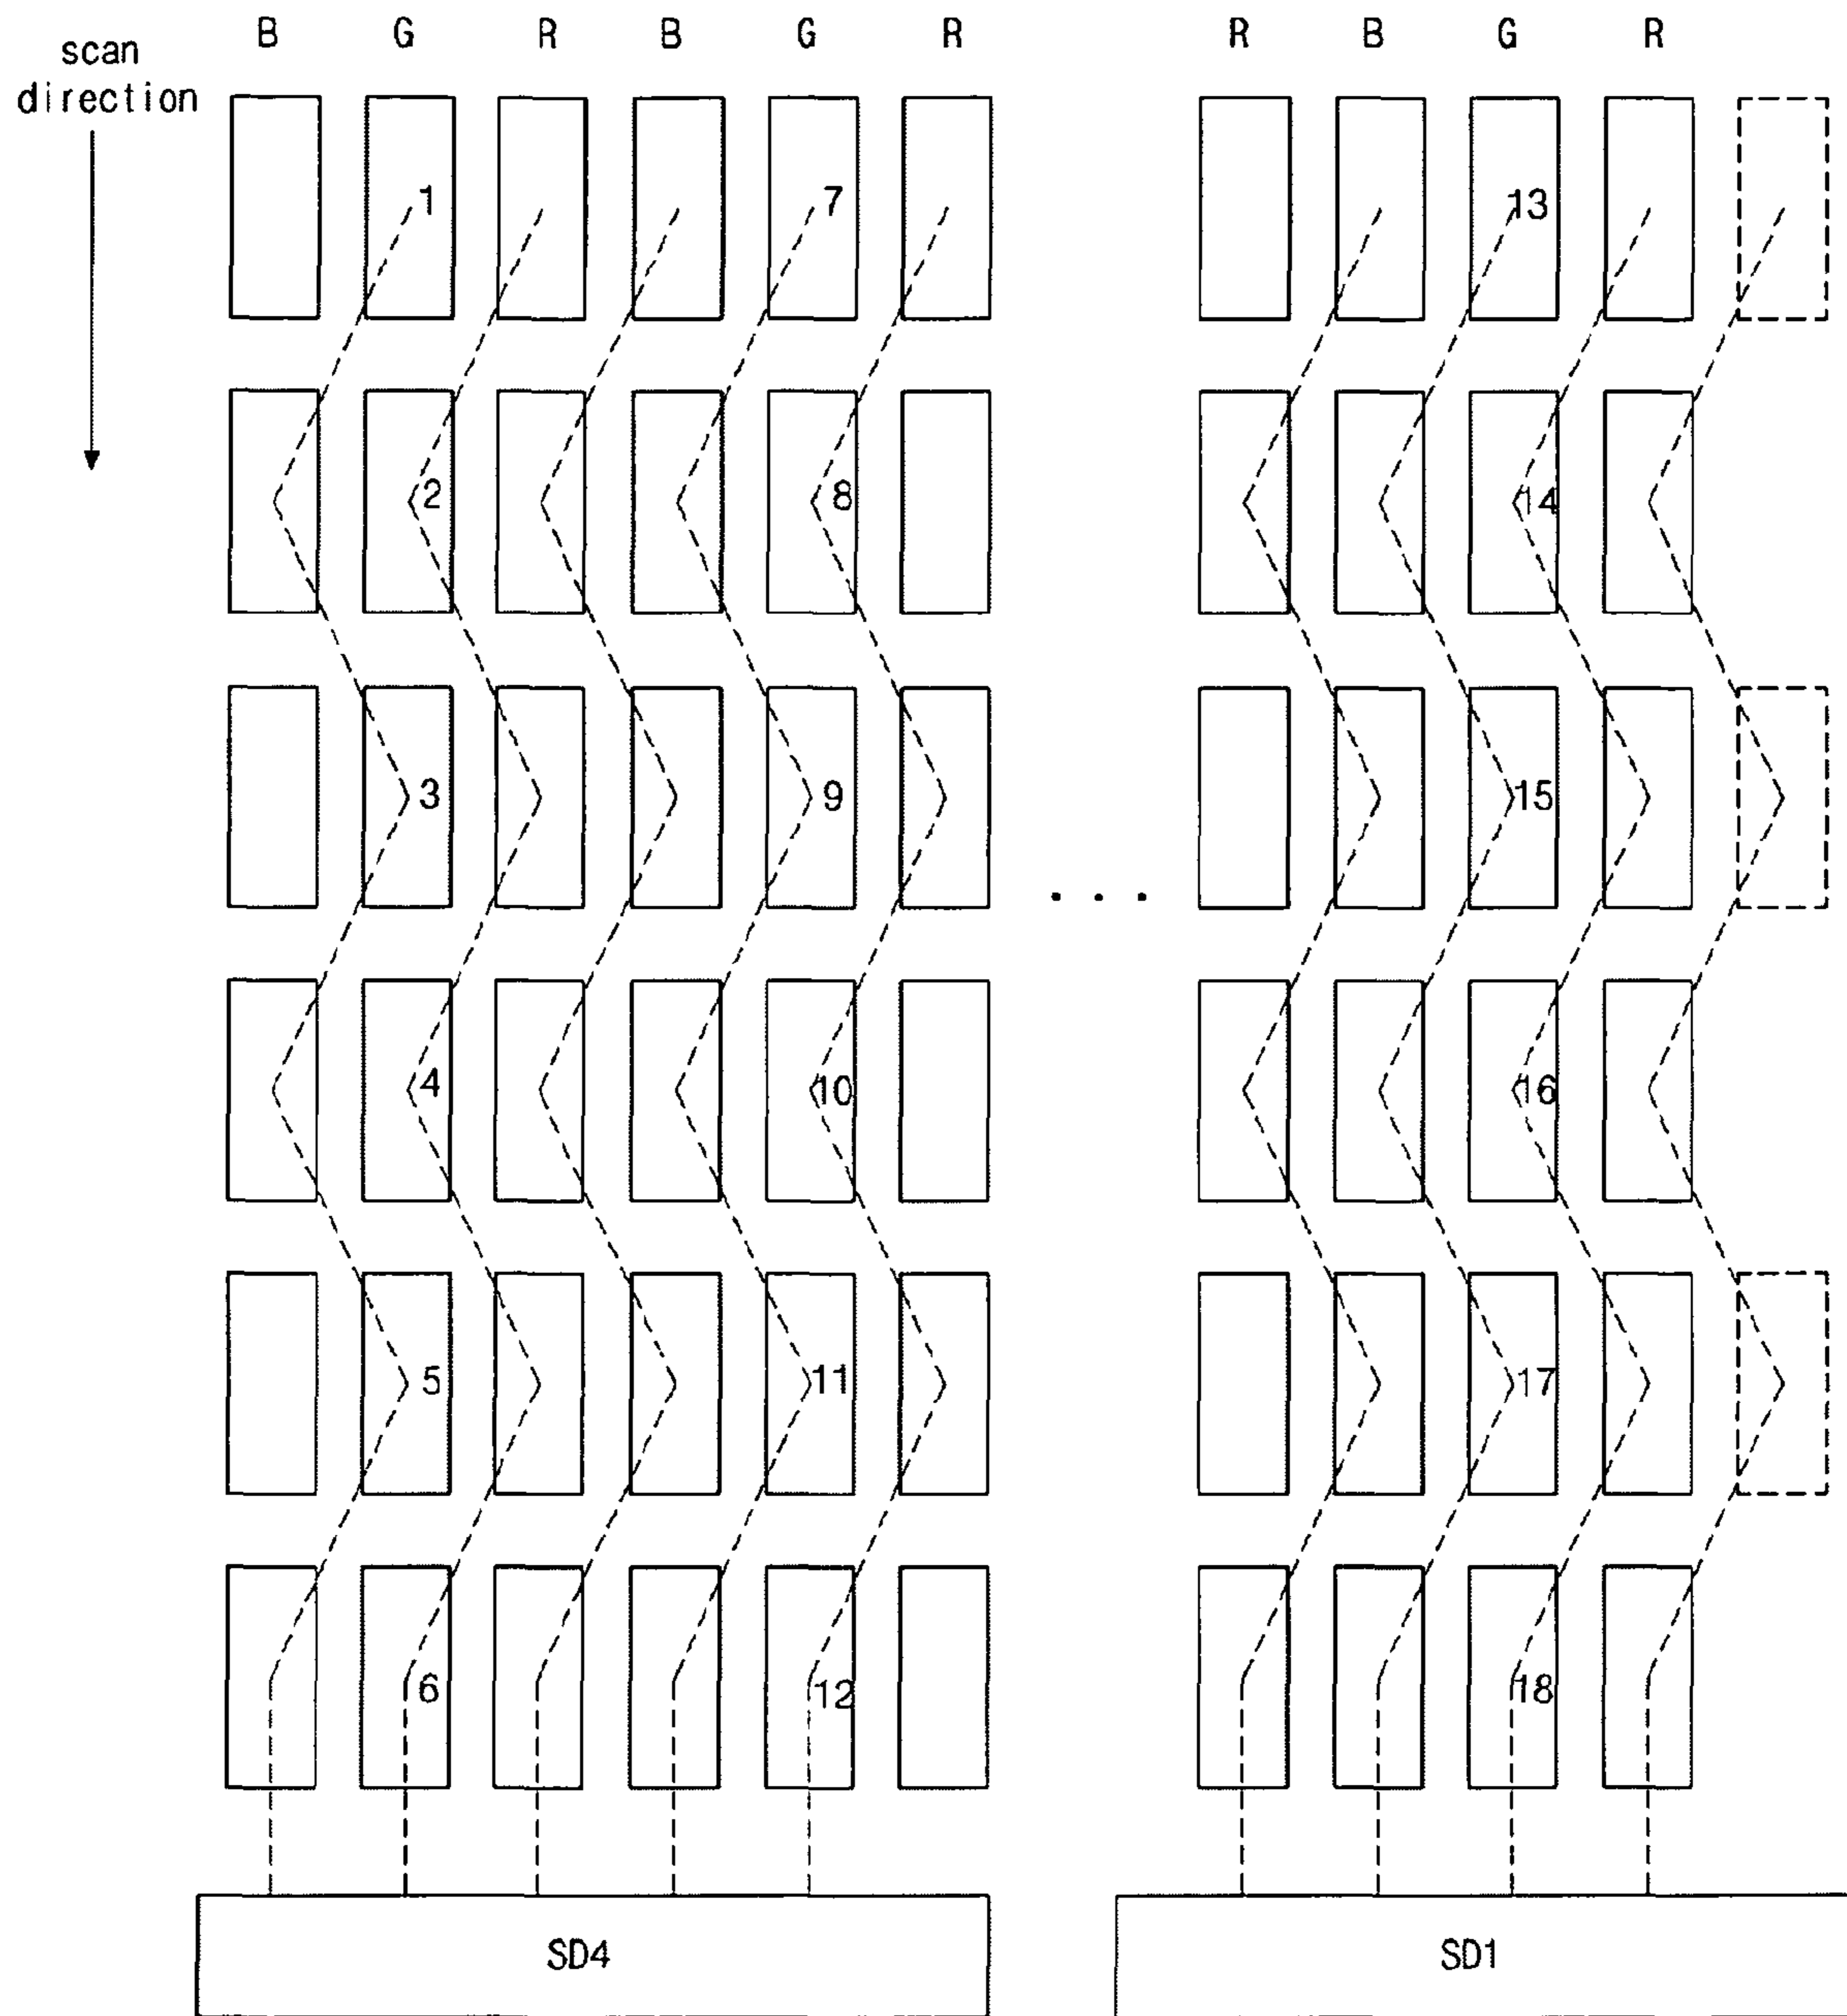 scan
direction
B G R B G R R B G R
1 7 13
2 8 14
3 9 15
. . .
4 10 16
5 11 17
6 12 18
SD4 SD1